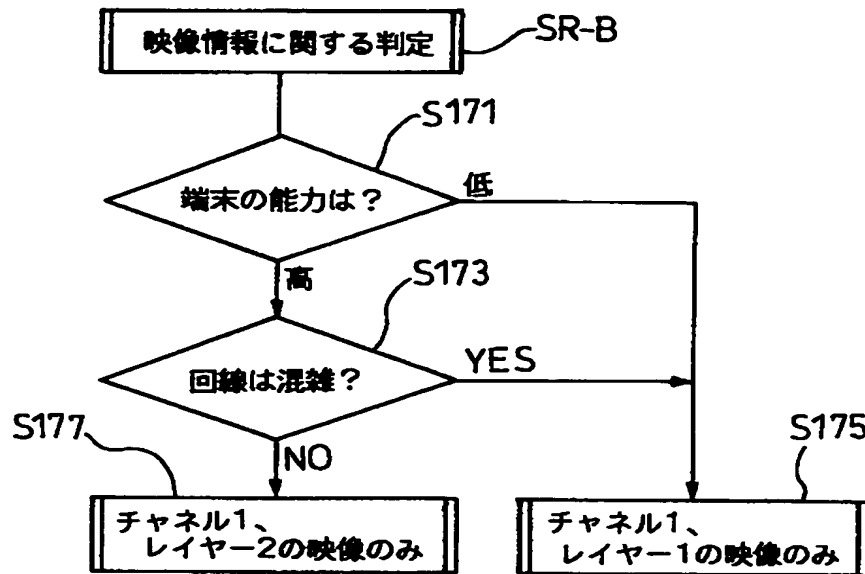 映像情報に関する判定
SR-B
S171
端末の能力は?
低
高
S173
回線は混雑?
YES
S177
NO
S175
チャネル1、
レイヤー2の映像のみ
チャネル1、
レイヤー1の映像のみ